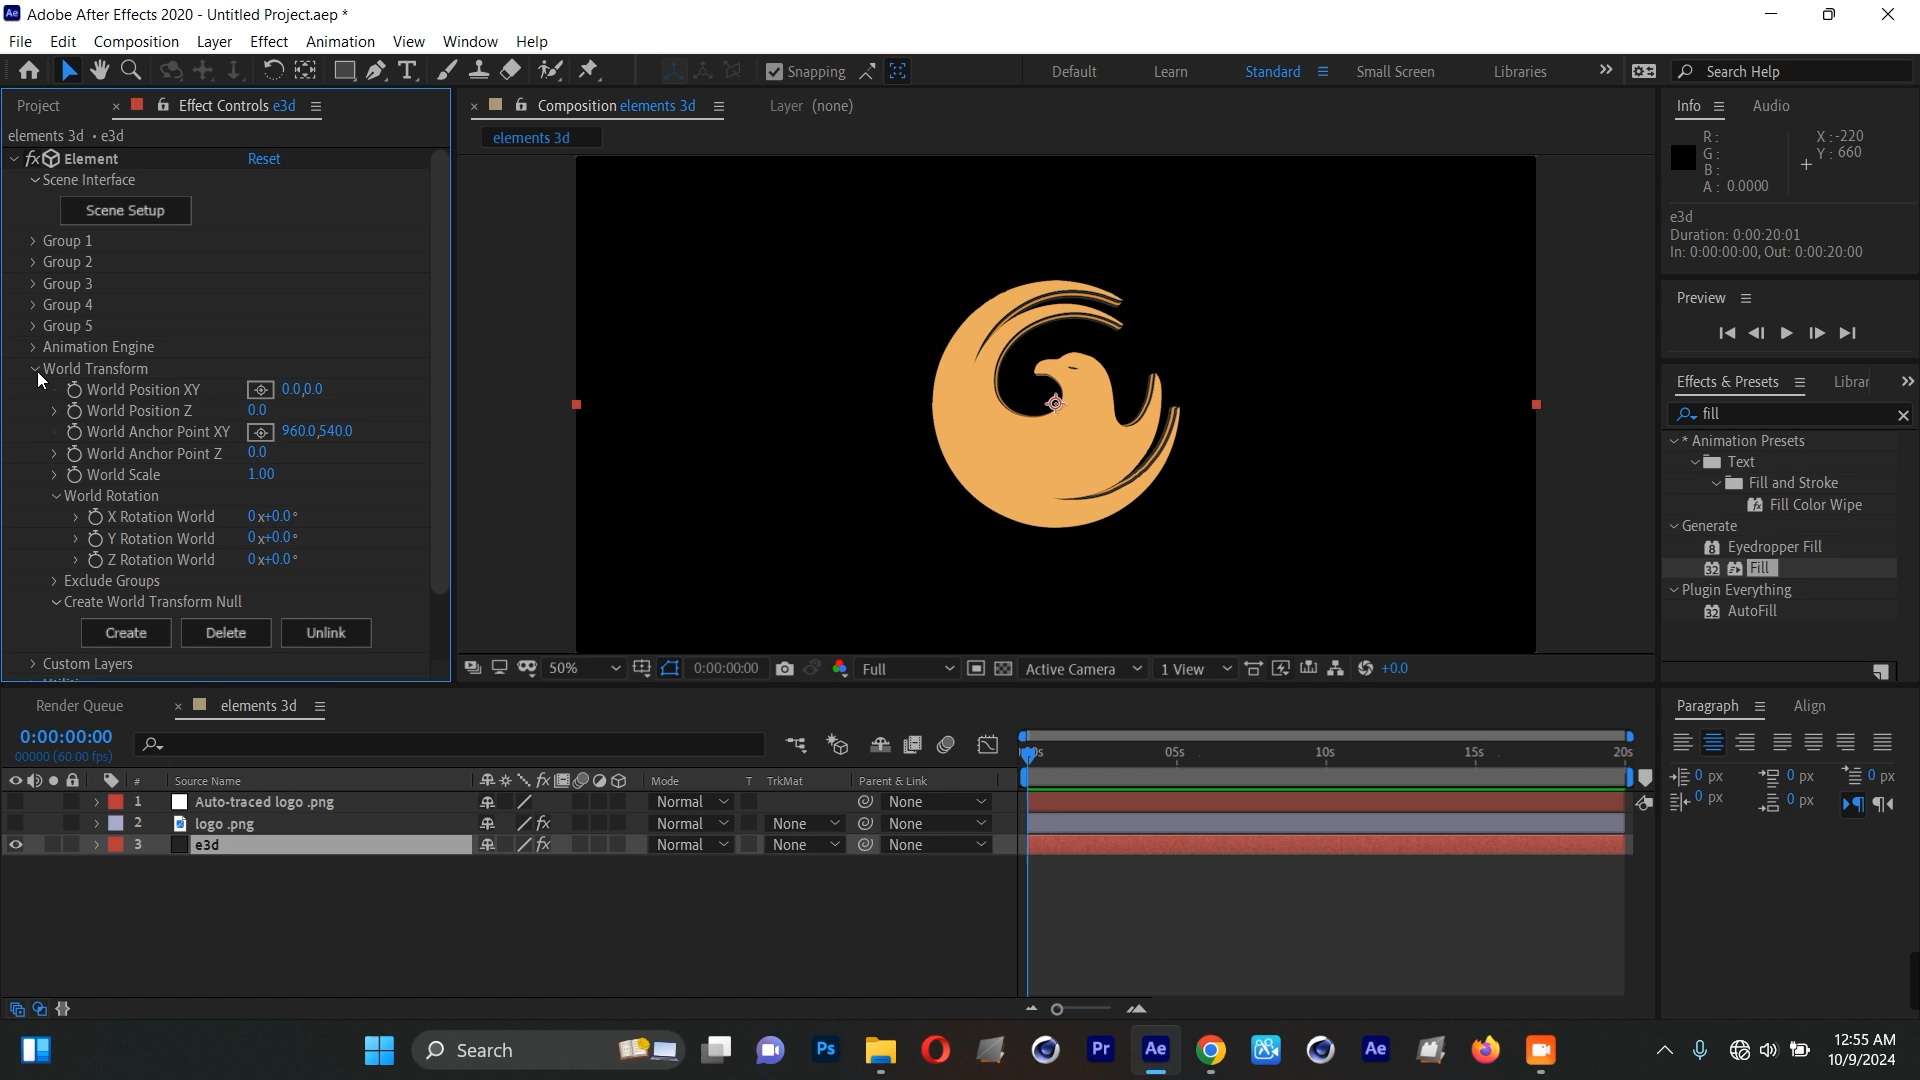 Adobe After Effects 2020 - Untitled Project.aep *
File Edit Composition Layer Effect Animation View Window Help
Snapping Default Learn Standard Small Screen Libraries Search Help
Project Effect Controls e3d Composition elements 3d Layer (none) Info Audio
elements 3d • e3d
elements 3d
Element Reset
Scene Interface
Scene Setup
Group 1
Group 2
Group 3
Group 4
Group 5
Animation Engine
World Transform
World Position XY 0.0,0.0
World Position Z 0.0
World Anchor Point XY 960.0,540.0
World Anchor Point Z 0.0
World Scale 1.00
World Rotation
X Rotation World 0x+0.0°
Y Rotation World 0x+0.0°
Z Rotation World 0x+0.0°
Exclude Groups
Create World Transform Null
Create Delete Unlink
Custom Layers
50% 0:00:00:00 Full Active Camera 1 View +0.0
R: X: -220
G: Y: 660
B:
A: 0.0000
e3d
Duration: 0:00:20:01
In: 0:00:00:00, Out: 0:00:20:00
Preview
Effects & Presets Librar
fill
* Animation Presets
Text
Fill and Stroke
Fill Color Wipe
Generate
8 Eyedropper Fill
32 Fill
Plugin Everything
32 AutoFill
Render Queue elements 3d
0:00:00:00
00000 (60.00 fps)
05s 10s 15s 20s
# Source Name Mode T TrkMat Parent & Link
1 Auto-traced logo .png Normal None
2 logo .png Normal None None
3 e3d Normal None None
Paragraph Align
0 px 0 px 0 px
0 px 0 px
Search
Ps Pr Ae Ae
12:55 AM
10/9/2024